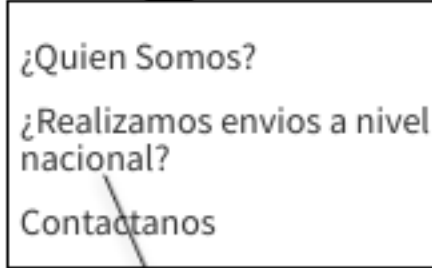 ¿Quien Somos?
¿Realizamos envios a nivel
nacional?
Contactanos